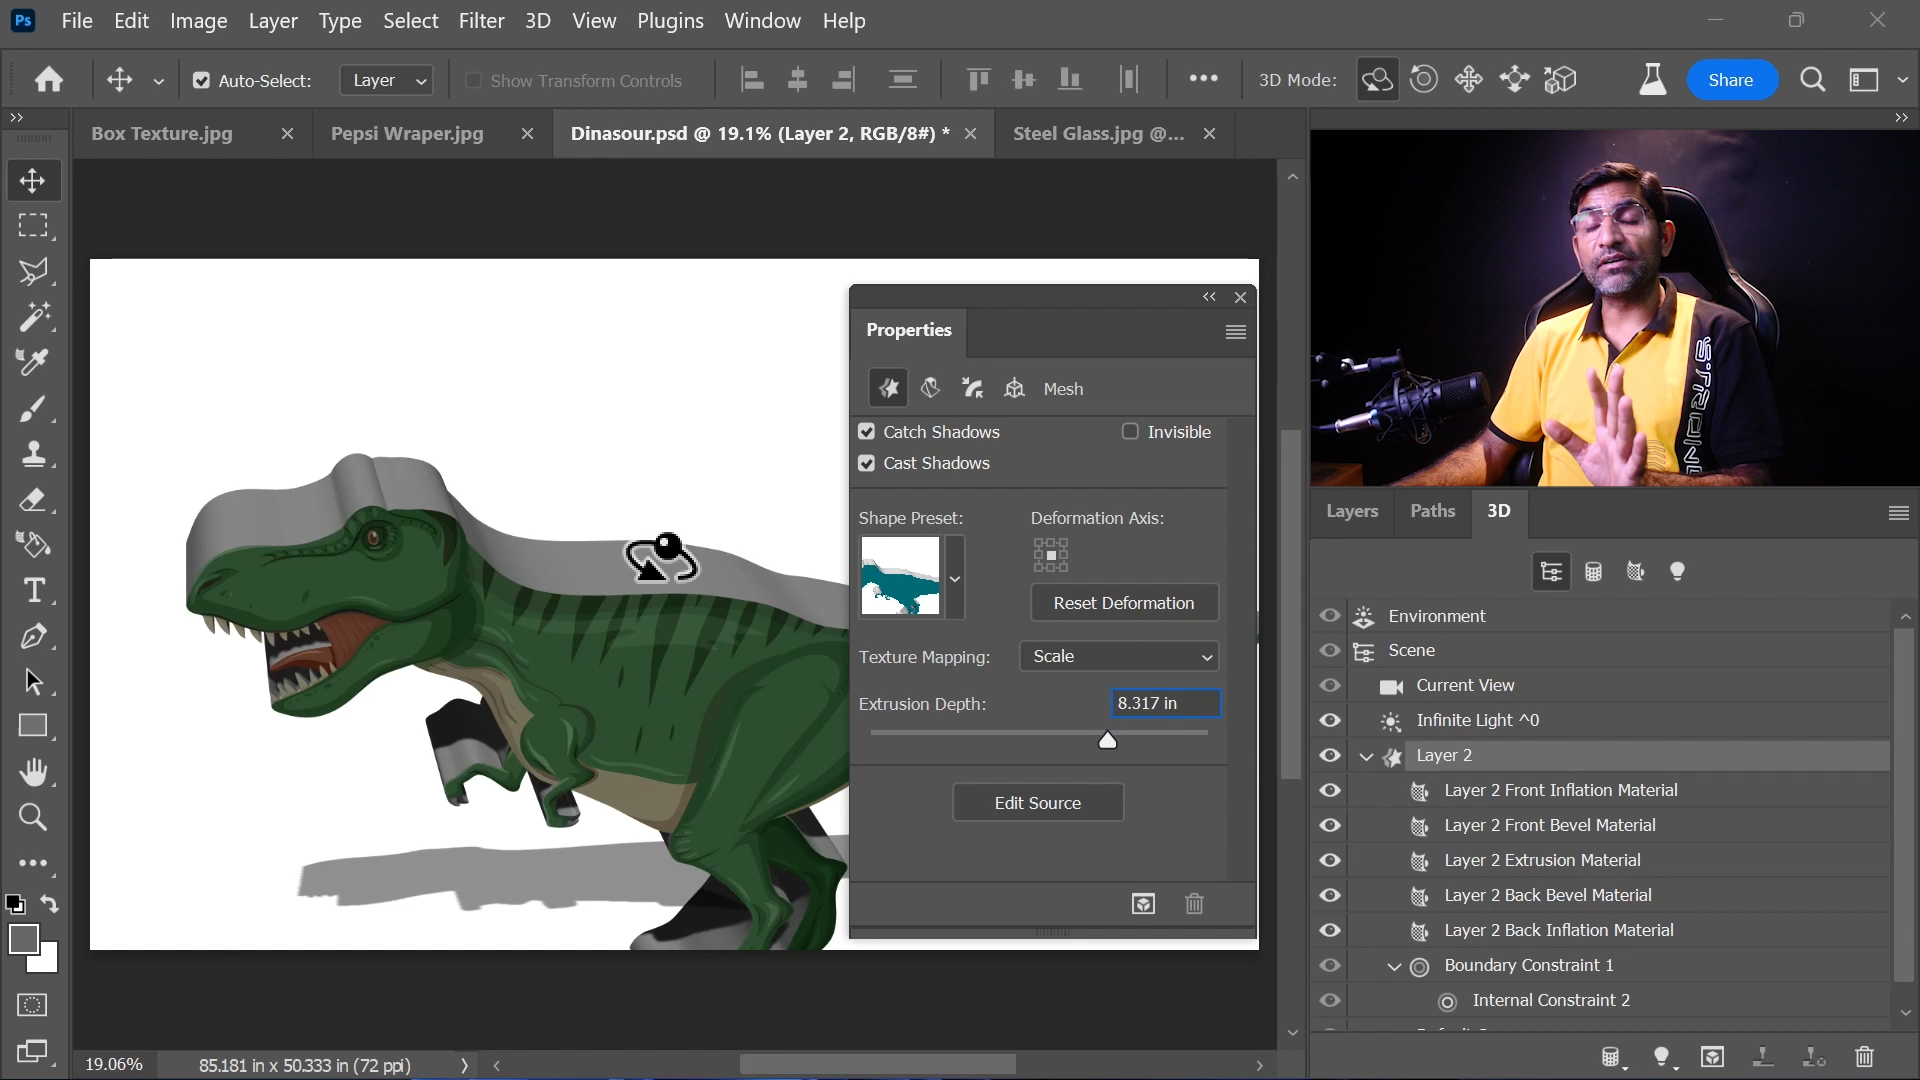 Ps File Edit Image Layer Type Select Filter 3D View Plugins Window Help
Auto-Select: Layer Show Transform Controls 3D Mode: Share
Box Texture.jpg Pepsi Wraper.jpg Dinasour.psd @ 19.1% (Layer 2, RGB/8#) * Steel Glass.jpg @...
Properties
Mesh
Catch Shadows Invisible
Cast Shadows
Shape Preset: Deformation Axis:
Reset Deformation
Texture Mapping: Scale
Extrusion Depth: 8.317 in
Edit Source
Layers Paths 3D
Environment
Scene
Current View
Infinite Light ^0
Layer 2
Layer 2 Front Inflation Material
Layer 2 Front Bevel Material
Layer 2 Extrusion Material
Layer 2 Back Bevel Material
Layer 2 Back Inflation Material
Boundary Constraint 1
Internal Constraint 2
19.06% 85.181 in x 50.333 in (72 ppi)